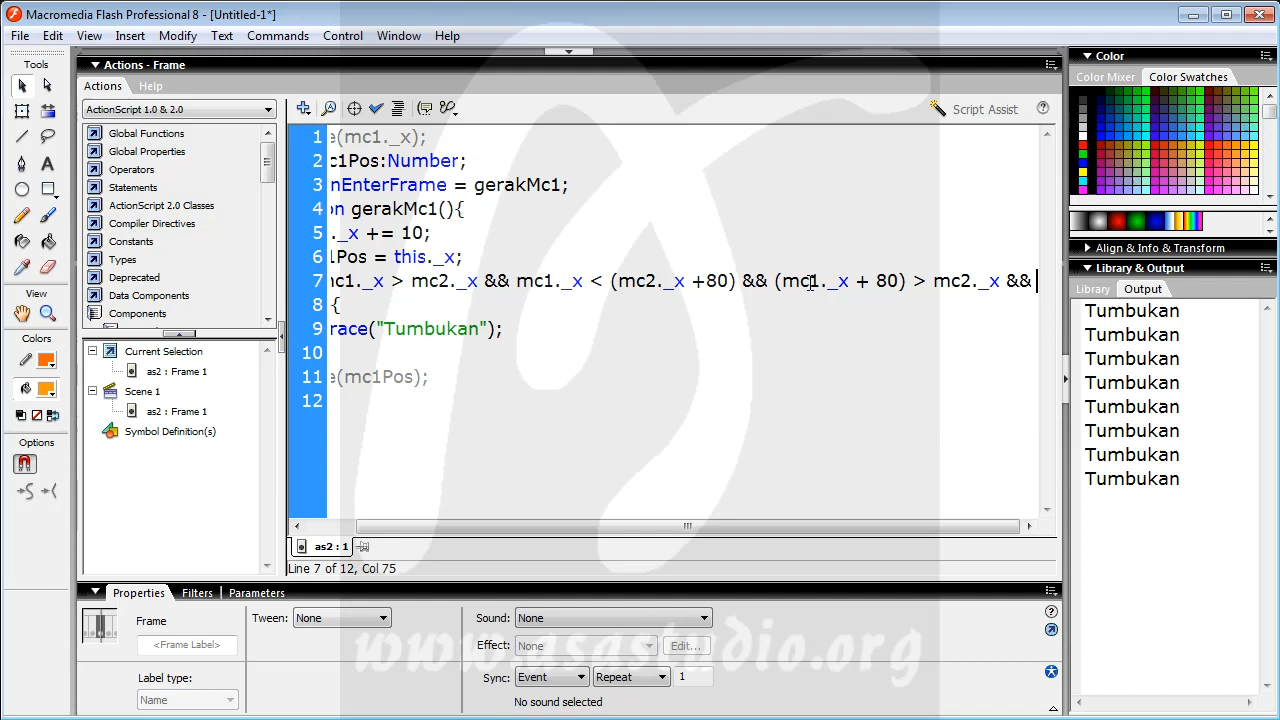 Macromedia Flash Professional 8 - [Untitled-1*]
File Edit View Insert Modify Text Commands Control Window Help
Tools
View
Colors
Options
Actions - Frame
Actions Help
ActionScript 1.0 & 2.0
Global Functions
Global Properties
Operators
Statements
ActionScript 2.0 Classes
Compiler Directives
Constants
Types
Deprecated
Data Components
Components
Current Selection
as2 : Frame 1
Scene 1
as2 : Frame 1
Symbol Definition(s)
Script Assist
1 e(mc1._x);
2 c1Pos:Number;
3 nEnterFrame = gerakMc1;
4 on gerakMc1(){
5 ._x += 10;
6 1Pos = this._x;
7 mc1._x > mc2._x && mc1._x < (mc2._x +80) && (mc1._x + 80) > mc2._x &&
8 {
9 race("Tumbukan");
10
11 e(mc1Pos);
12
as2 : 1
Line 7 of 12, Col 75
Properties Filters Parameters
Frame
<Frame Label>
Label type:
Name
Tween: None
Sound: None
Effect: None Edit...
Sync: Event Repeat 1
No sound selected
Color
Color Mixer Color Swatches
Align & Info & Transform
Library & Output
Library Output
Tumbukan
Tumbukan
Tumbukan
Tumbukan
Tumbukan
Tumbukan
Tumbukan
Tumbukan
www.asastudio.org